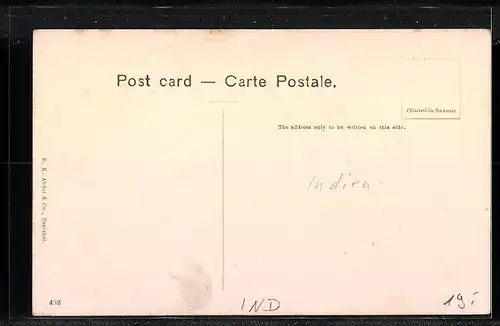 Post card — Carte Postale.
Printed in Saxony
The address only to be written on this side.
Indien-
452
IND
19.-